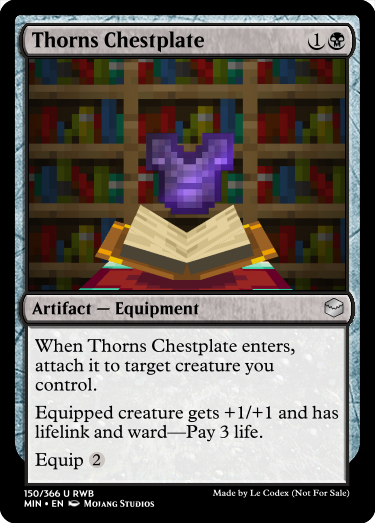 Thorns Chestplate 1
Artifact — Equipment
When Thorns Chestplate enters,
attach it to target creature you
control.
Equipped creature gets +1/+1 and has
lifelink and ward—Pay 3 life.
Equip 2
150/366 U RWB
Made by Le Codex (Not For Sale)
MIN • EN Mojang Studios